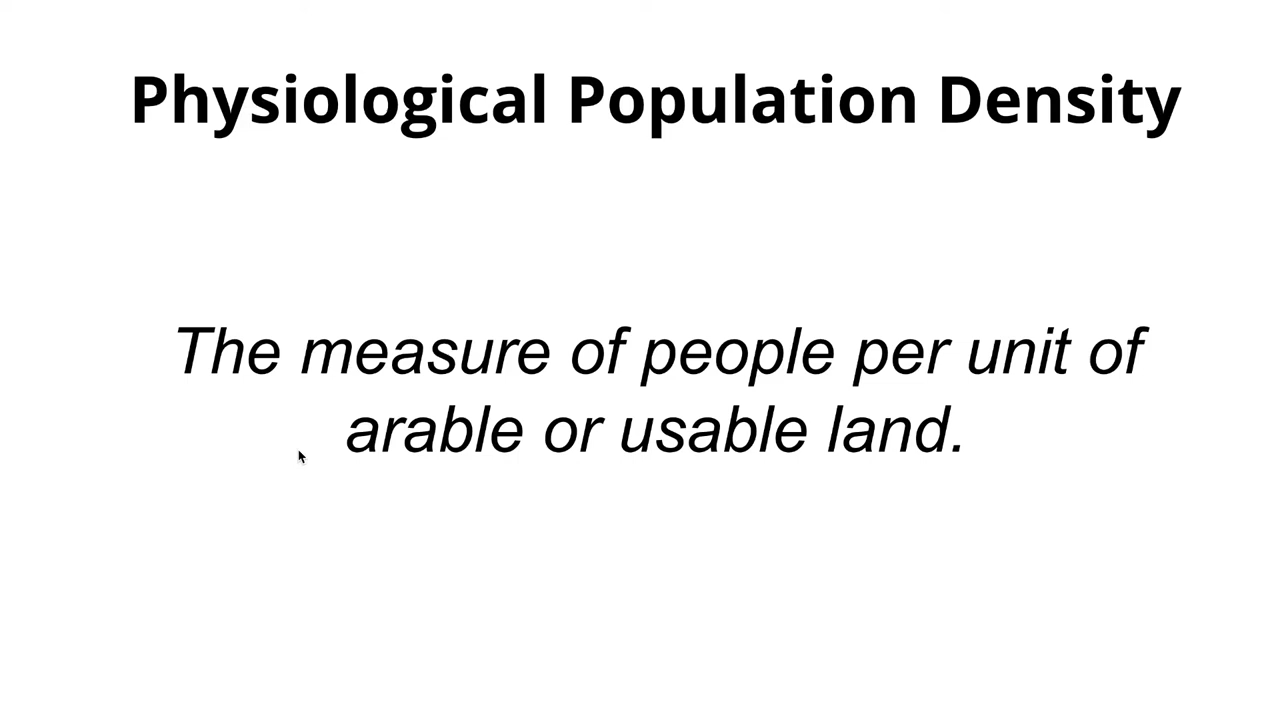 Physiological Population Density
The measure of people per unit of
arable or usable land.